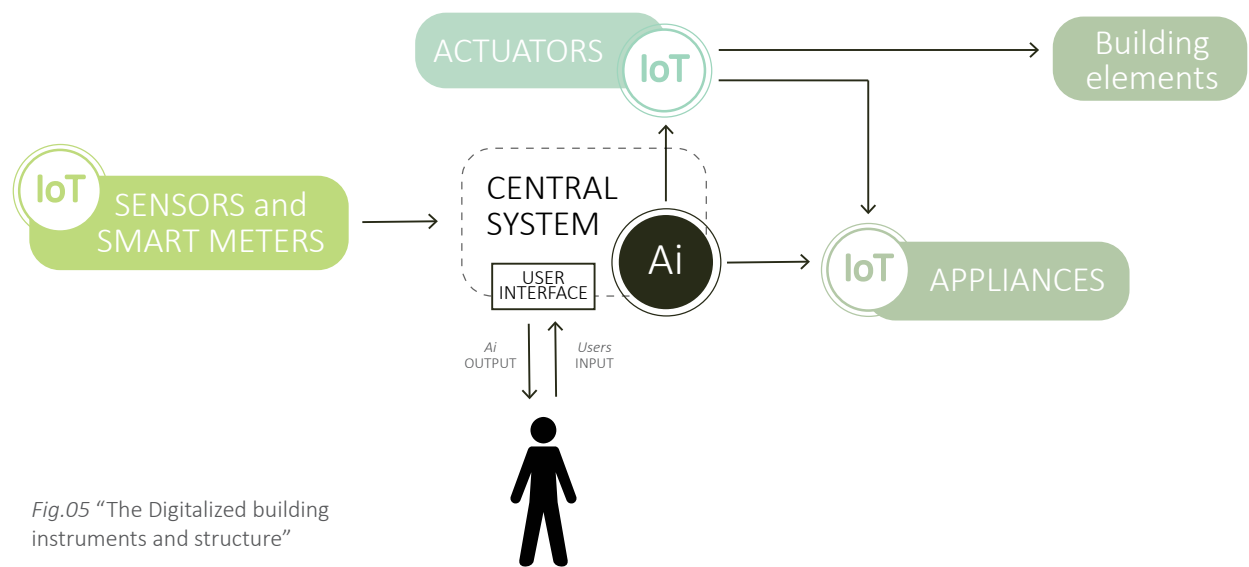 ACTUATORS
IoT
Building
elements
IoT
SENSORS and
SMART METERS
CENTRAL
SYSTEM
Ai
USER
INTERFACE
IoT
APPLIANCES
Ai
OUTPUT
Users
INPUT
Fig.05 “The Digitalized building
instruments and structure”